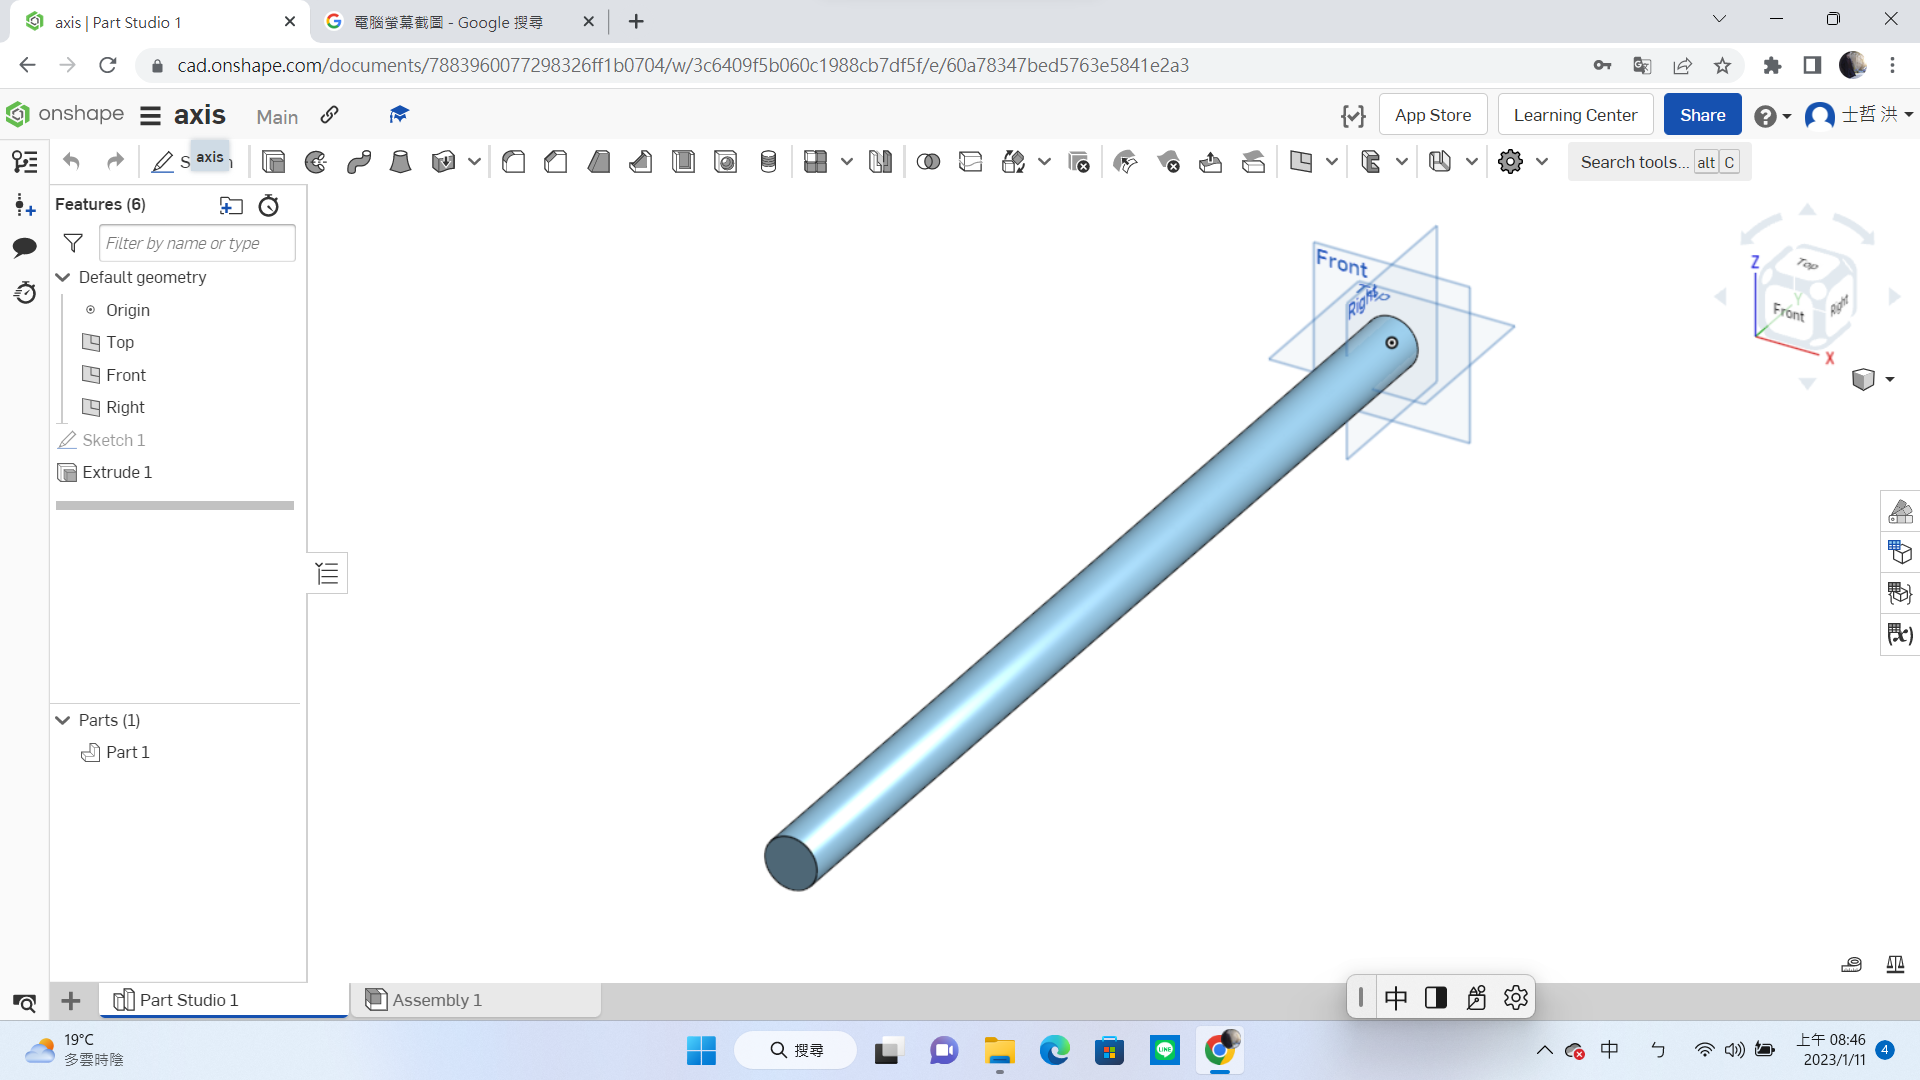 axis | Part Studio 1
電腦螢幕截圖 - Google 搜尋
cad.onshape.com/documents/7883960077298326ff1b0704/w/3c6409f5b060c1988cb7df5f/e/60a78347bed5763e5841e2a3
onshape
axis
Main
App Store
Learning Center
Share
士哲 洪
axis
Search tools...
alt
C
Features (6)
Filter by name or type
Default geometry
Origin
Top
Front
Right
Sketch 1
Extrude 1
Front
Top
Right
Z
Top
Front
Y
Right
X
Parts (1)
Part 1
Part Studio 1
Assembly 1
中
19°C
多雲時陰
搜尋
中
ㄅ
上午 08:46
2023/1/11
4